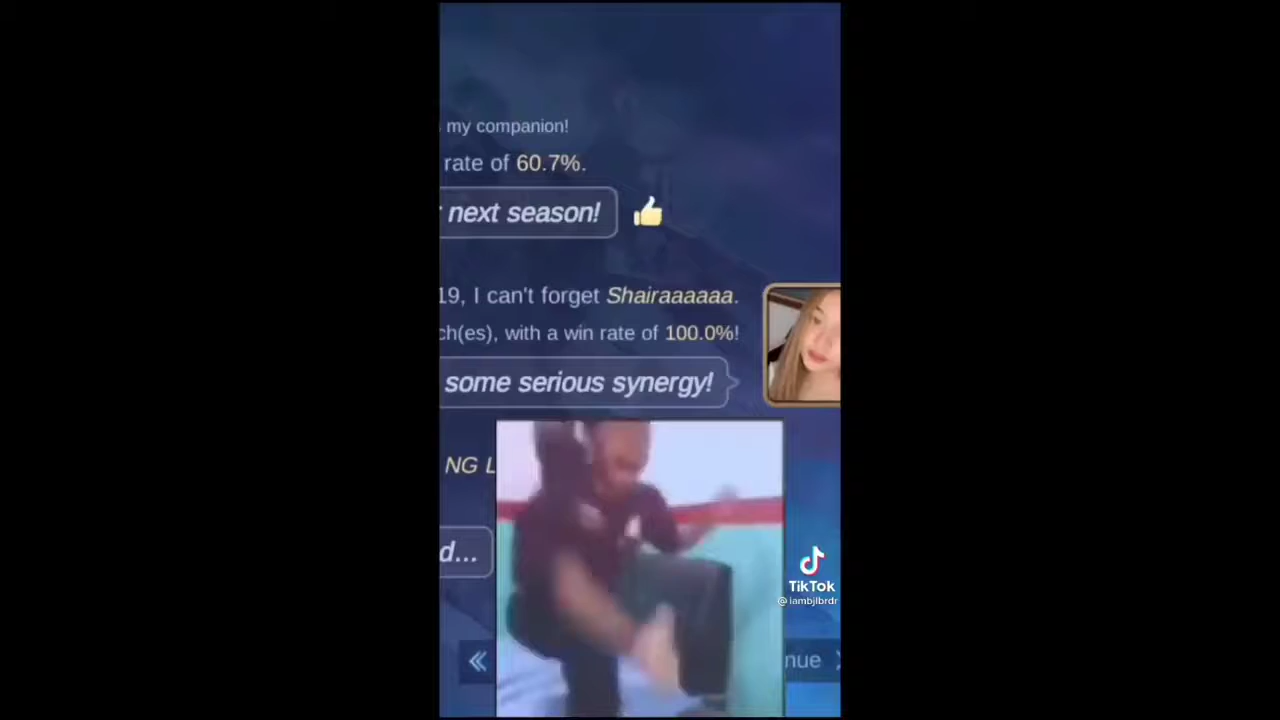 my companion!
rate of 60.7%.
next season!
19, I can't forget Shairaaaaaa.
ch(es), with a win rate of 100.0%!
some serious synergy!
NG L
d...
TikTok
@iambjlbrdr
nue